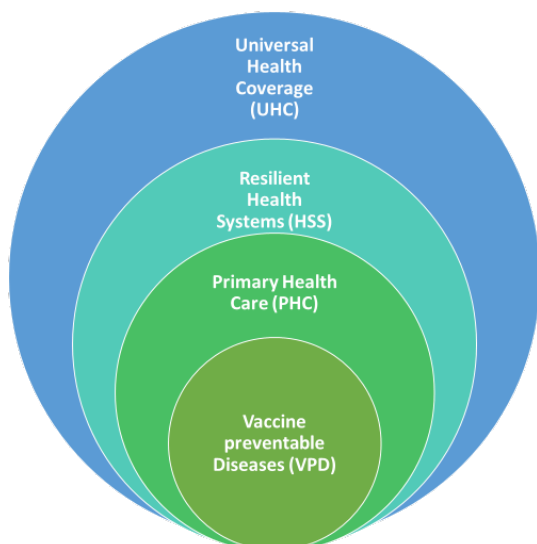 Universal
Health
Coverage
(UHC)
Resilient
Health
Systems (HSS)
Primary Health
Care (PHC)
Vaccine
preventable
Diseases (VPD)